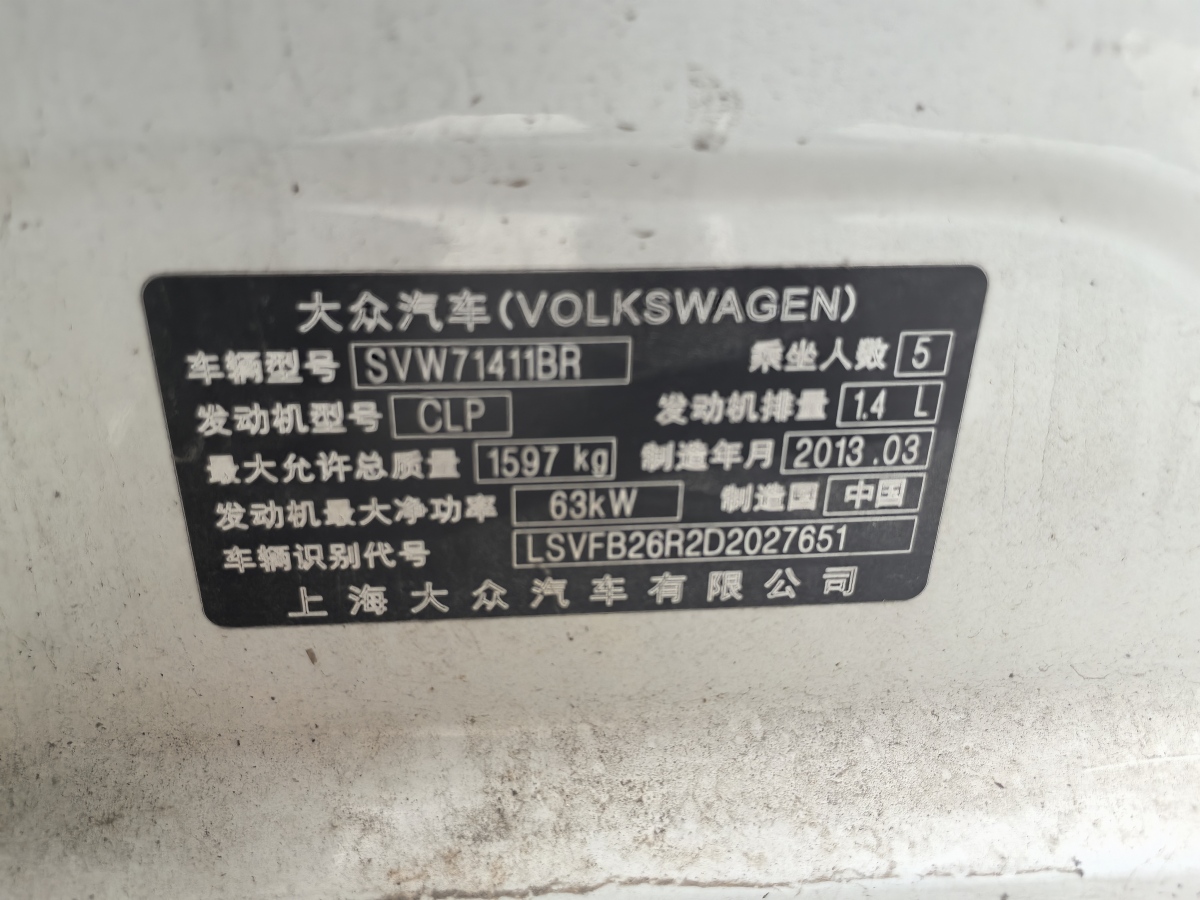 大众汽车(VOLKSWAGEN)
车辆型号 SVW71411BR 乘坐人数 5
发动机型号 CLP 发动机排量 1.4 L
最大允许总质量 1597 kg 制造年月 2013.03
发动机最大净功率 63kW 制造国 中国
车辆识别代号 LSVFB26R2D2027651
上海大众汽车有限公司